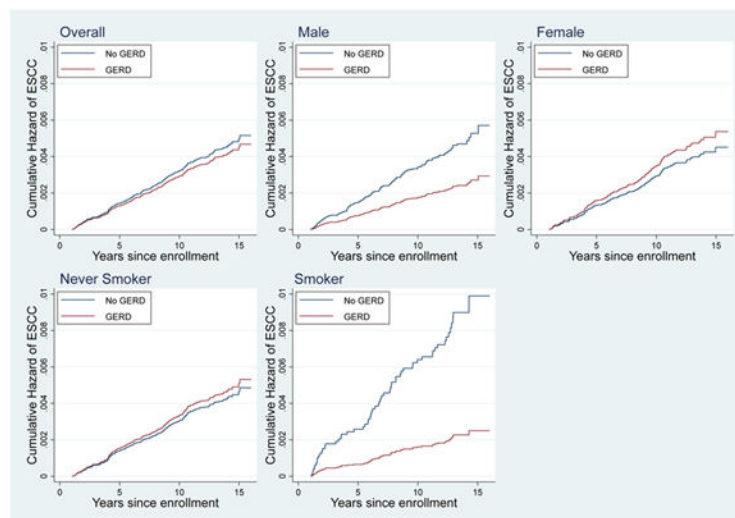 Overall
Cumulative Hazard of ESCC
.01
.008
.006
.004
.002
0
No GERD
GERD
0 5 10 15
Years since enrollment
Male
Cumulative Hazard of ESCC
.01
.008
.006
.004
.002
0
No GERD
GERD
0 5 10 15
Years since enrollment
Female
Cumulative Hazard of ESCC
.01
.008
.006
.004
.002
0
No GERD
GERD
0 5 10 15
Years since enrollment
Never Smoker
Cumulative Hazard of ESCC
.01
.008
.006
.004
.002
0
No GERD
GERD
0 5 10 15
Years since enrollment
Smoker
Cumulative Hazard of ESCC
.01
.008
.006
.004
.002
0
No GERD
GERD
0 5 10 15
Years since enrollment